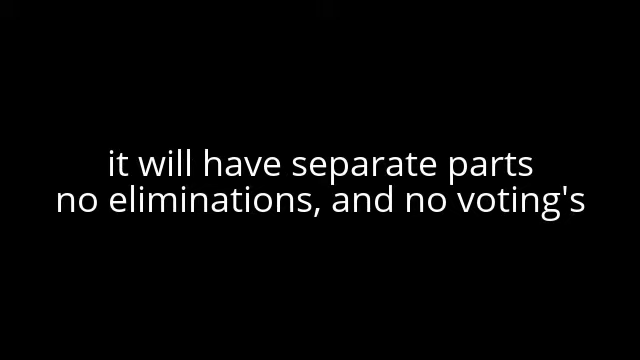 it will have separate parts
no eliminations, and no voting's